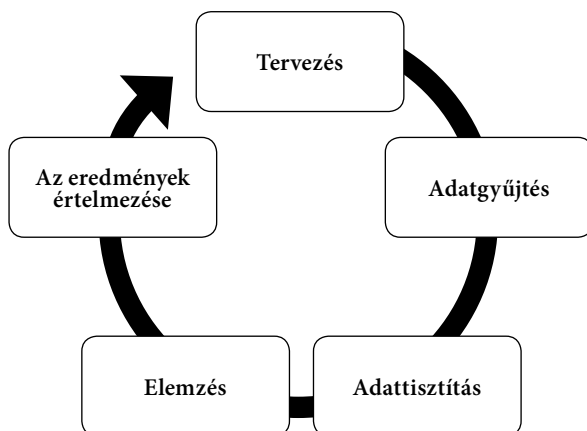 Tervezés
Adatgyűjtés
Adattisztítás
Elemzés
Az eredmények
értelmezése